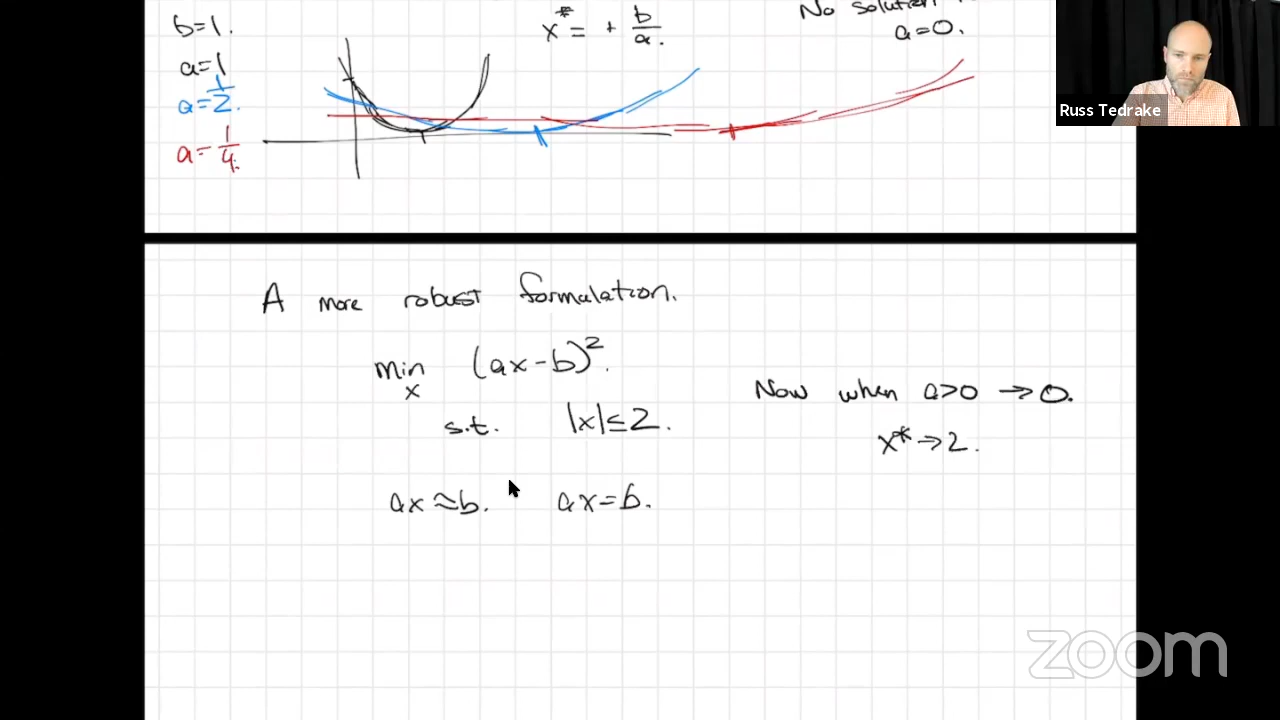 b=1.
x* = + b/a.
No solution
a=0.
a=1
a=1/2.
a=1/4.
Russ Tedrake
A more robust formulation.
min x (ax-b)².
s.t. |x|≤2.
Now when a>0 → 0.
x* → 2.
ax≈b. ax=b.
zoom